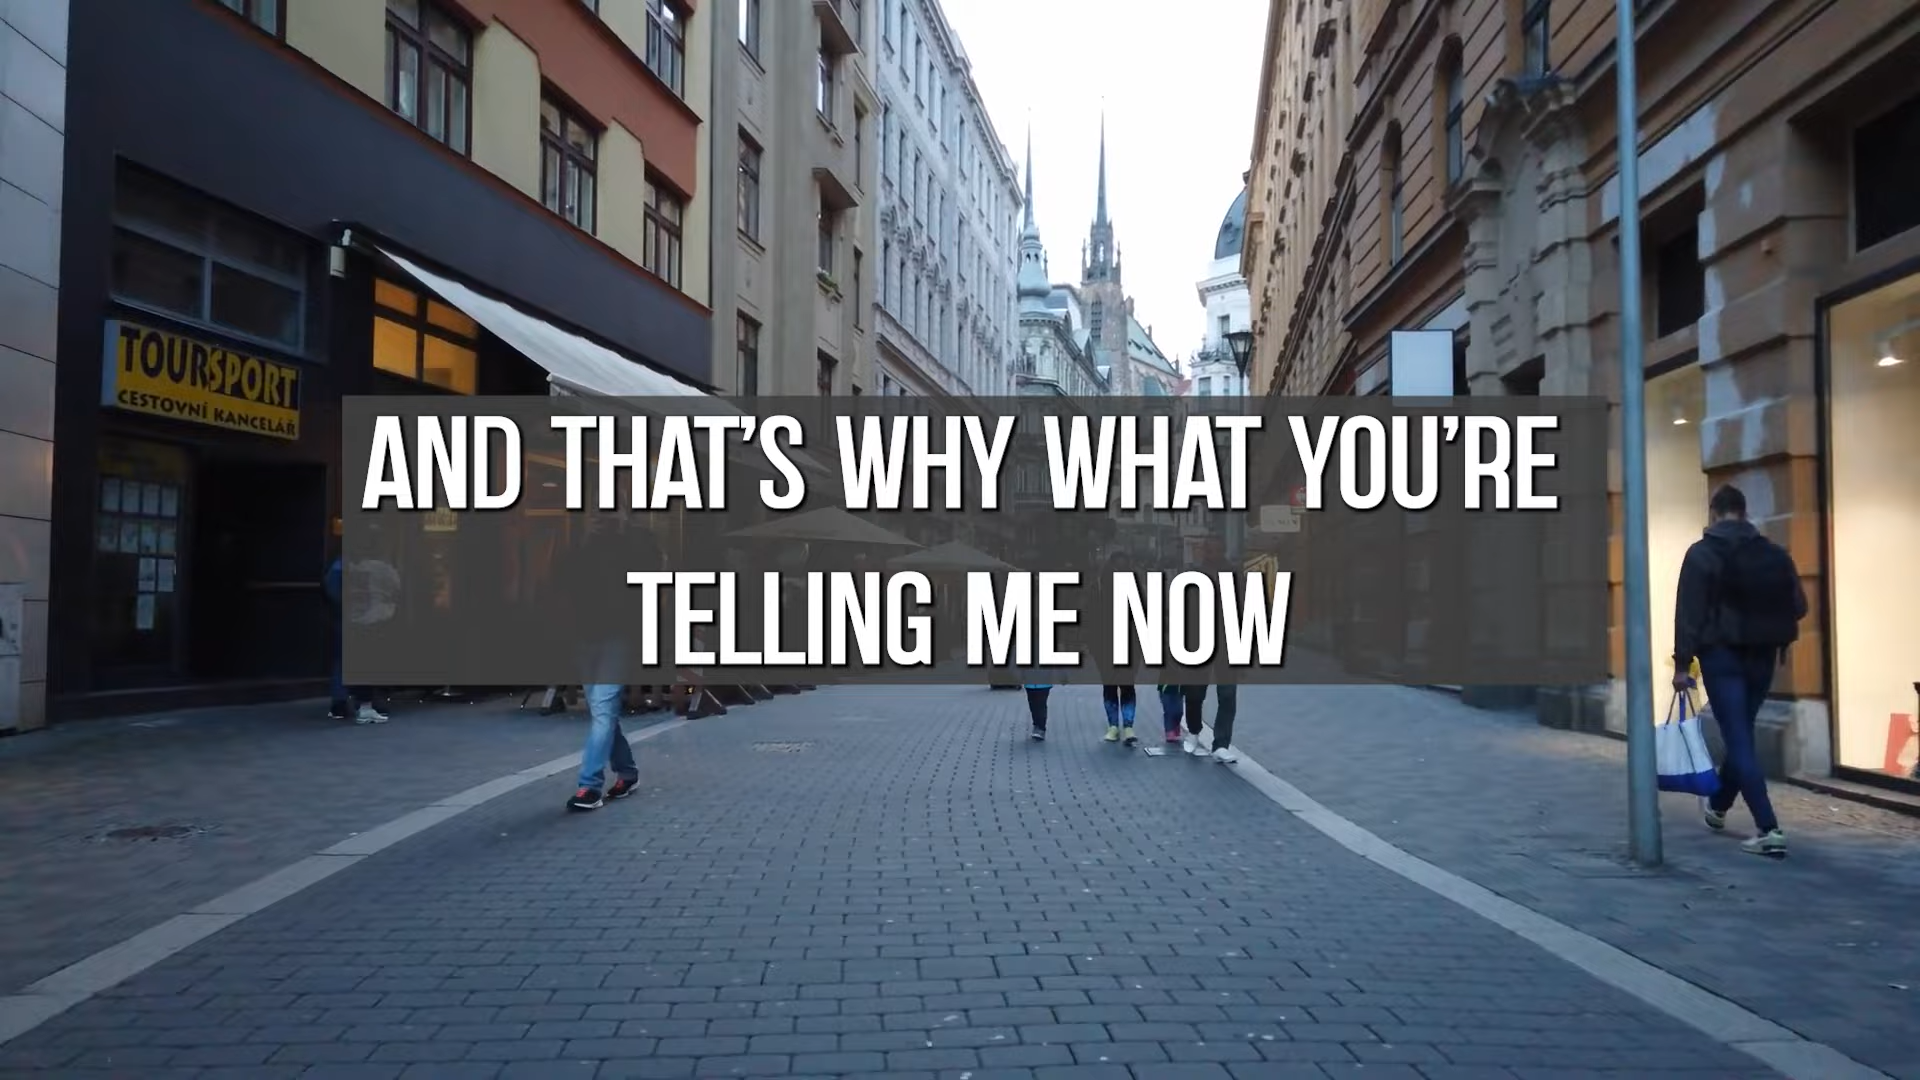 TOURSPORT
CESTOVNÍ KANCELÁŘ
AND THAT'S WHY WHAT YOU'RE
TELLING ME NOW